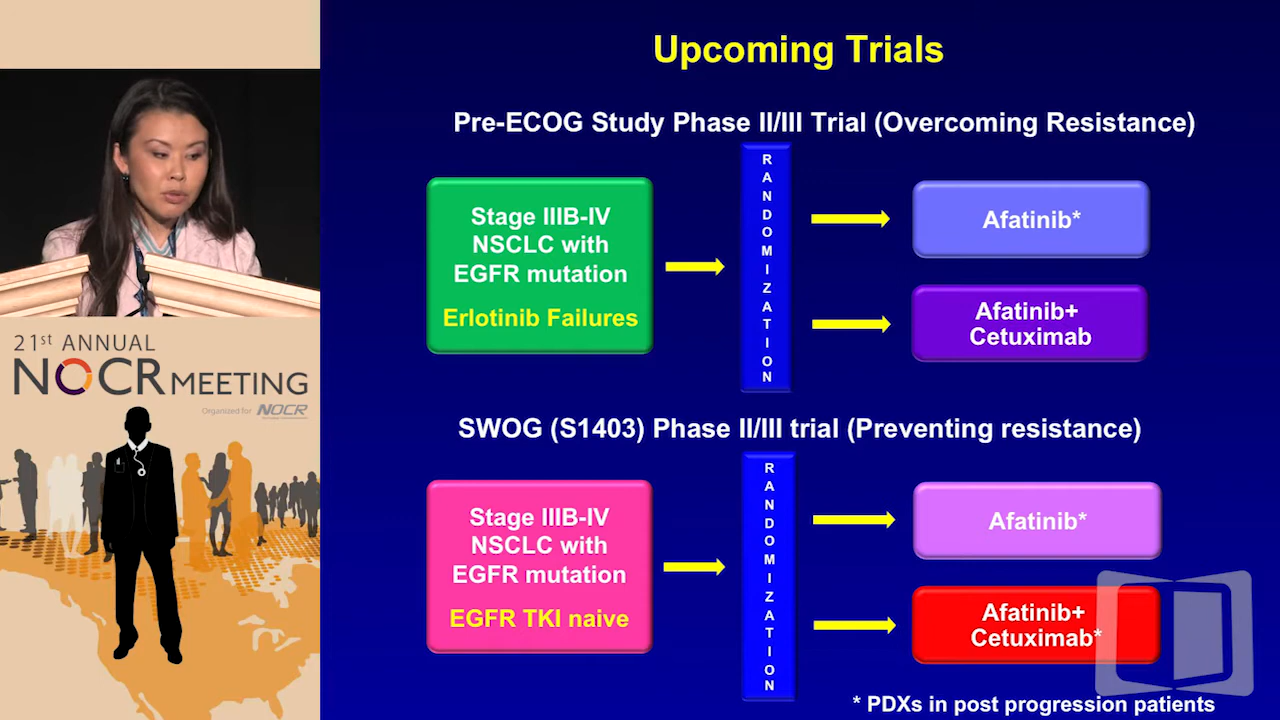 Upcoming Trials
Pre-ECOG Study Phase II/III Trial (Overcoming Resistance)
Stage IIIB-IV
NSCLC with
EGFR mutation
Erlotinib Failures
RANDOMIZATION
Afatinib*
Afatinib+
Cetuximab
SWOG (S1403) Phase II/III trial (Preventing resistance)
Stage IIIB-IV
NSCLC with
EGFR mutation
EGFR TKI naive
RANDOMIZATION
Afatinib*
Afatinib+
Cetuximab*
* PDXs in post progression patients
21st ANNUAL
NOCR MEETING
Organized for NOCR